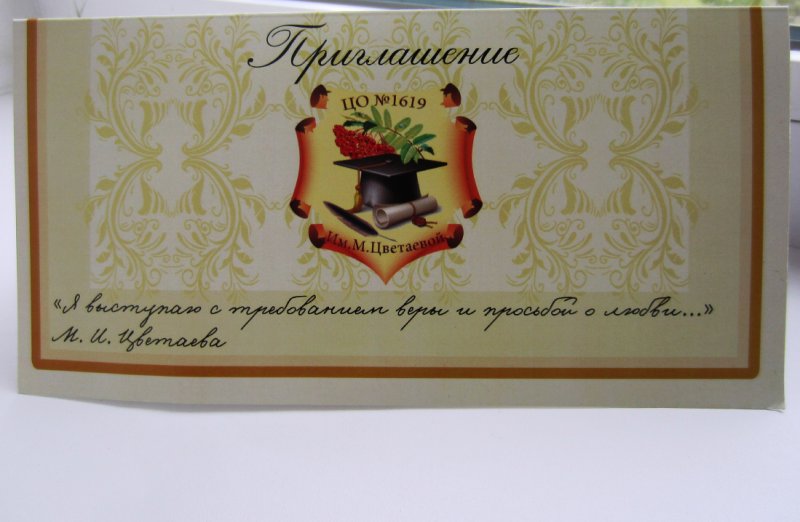 Приглашение
ЦО №1619
Им.М.Цветаевой
«Я выступаю с требованием веры и просьбой о любви...»
М. И. Цветаева